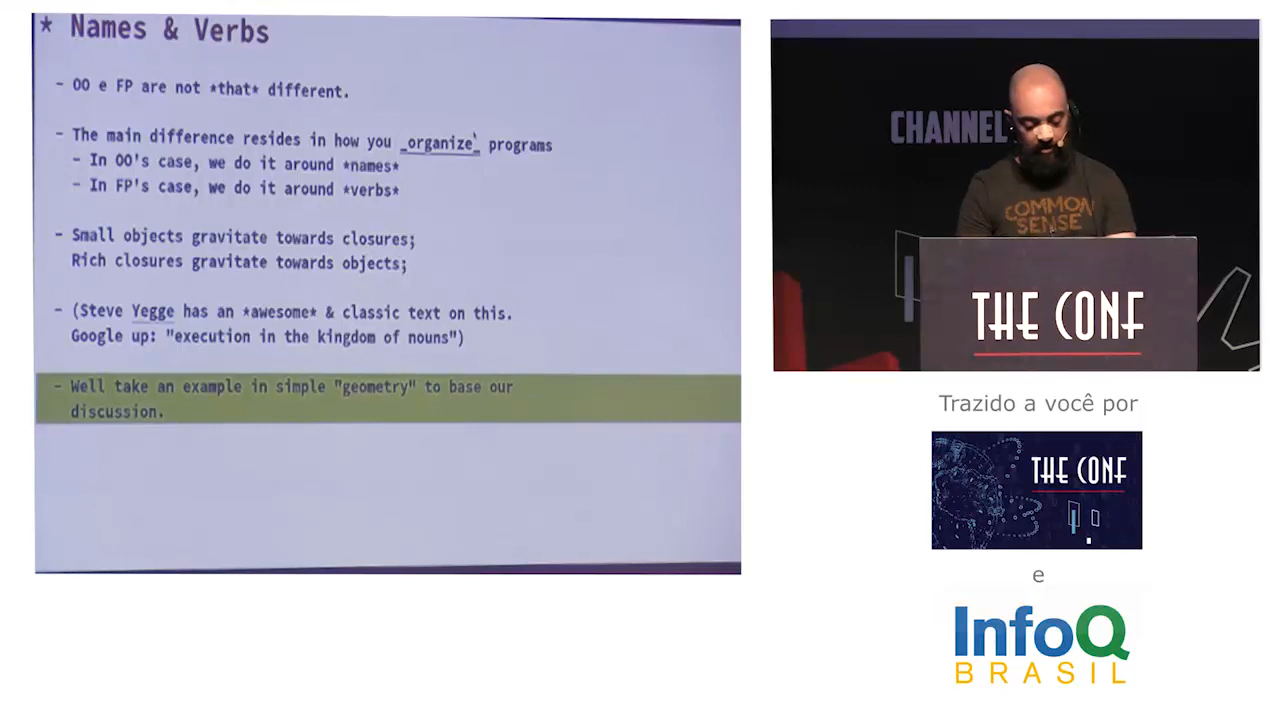 * Names & Verbs
- OO e FP are not *that* different.
- The main difference resides in how you _organize_ programs
- In OO's case, we do it around *names*
- In FP's case, we do it around *verbs*
- Small objects gravitate towards closures;
Rich closures gravitate towards objects;
- (Steve Yegge has an *awesome* & classic text on this.
Google up: "execution in the kingdom of nouns")
- Well take an example in simple "geometry" to base our
discussion.
CHANNEL
COMMON
SENSE
THE CONF
Trazido a você por
THE CONF
e
InfoQ
BRASIL